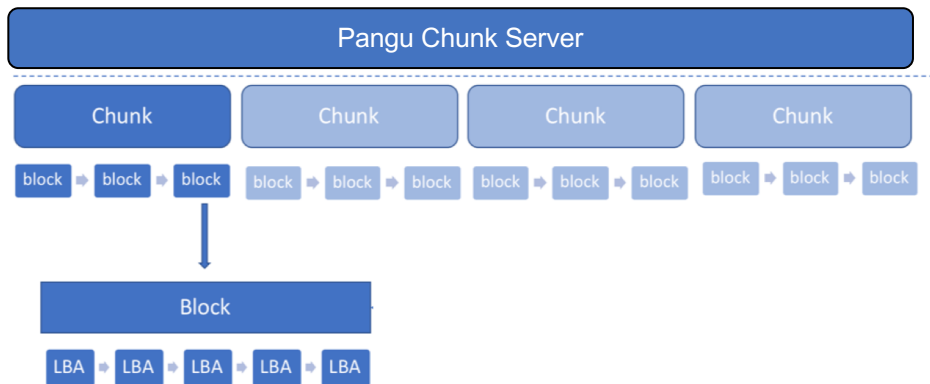 Pangu Chunk Server
Chunk Chunk Chunk Chunk
block block block block block block block block block block block block
Block
LBA LBA LBA LBA LBA